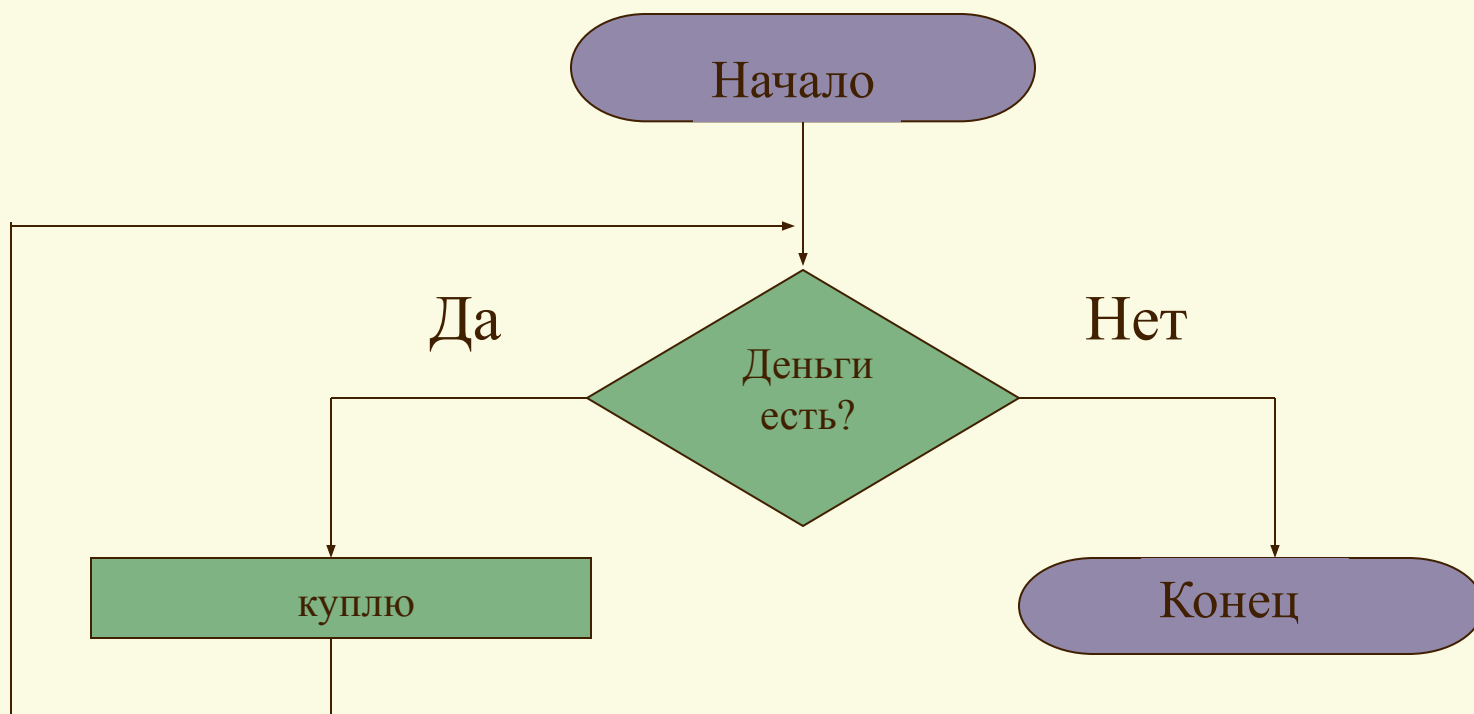 Начало
Да
Нет
Деньги
есть?
куплю
Конец